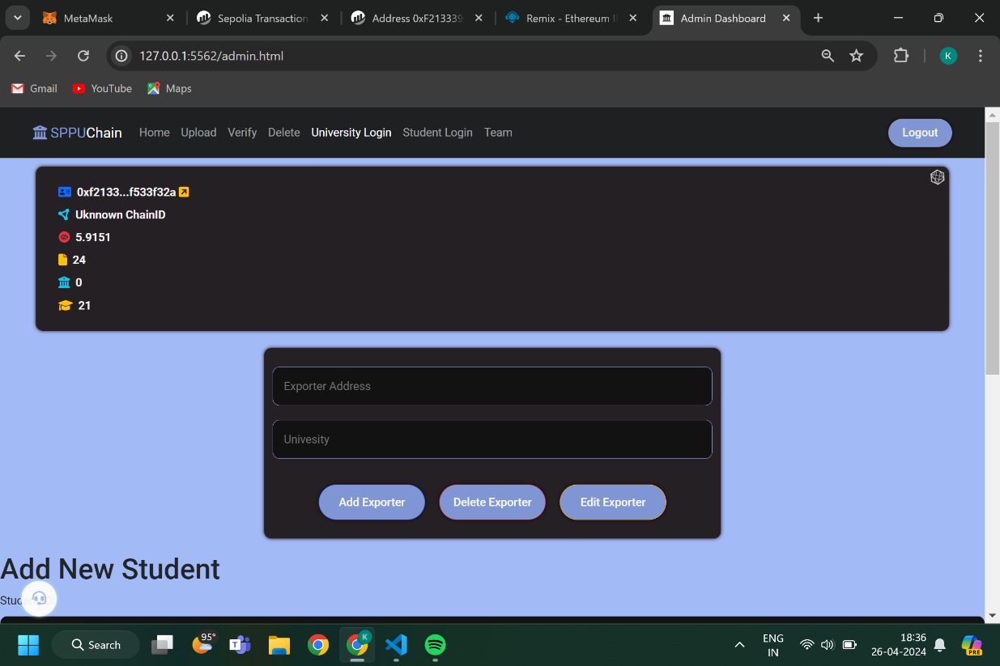 MetaMask
Sepolia Transaction
Address 0xF213339
Remix - Ethereum I
Admin Dashboard
127.0.0.1:5562/admin.html
K
Gmail
YouTube
Maps
SPPUChain
Home
Upload
Verify
Delete
University Login
Student Login
Team
Logout
0xf2133...f533f32a
Uknnown ChainID
5.9151
24
0
21
Exporter Address
Univesity
Add Exporter
Delete Exporter
Edit Exporter
Add New Student
95°
Search
K
ENG
IN
18:36
26-04-2024
PRE